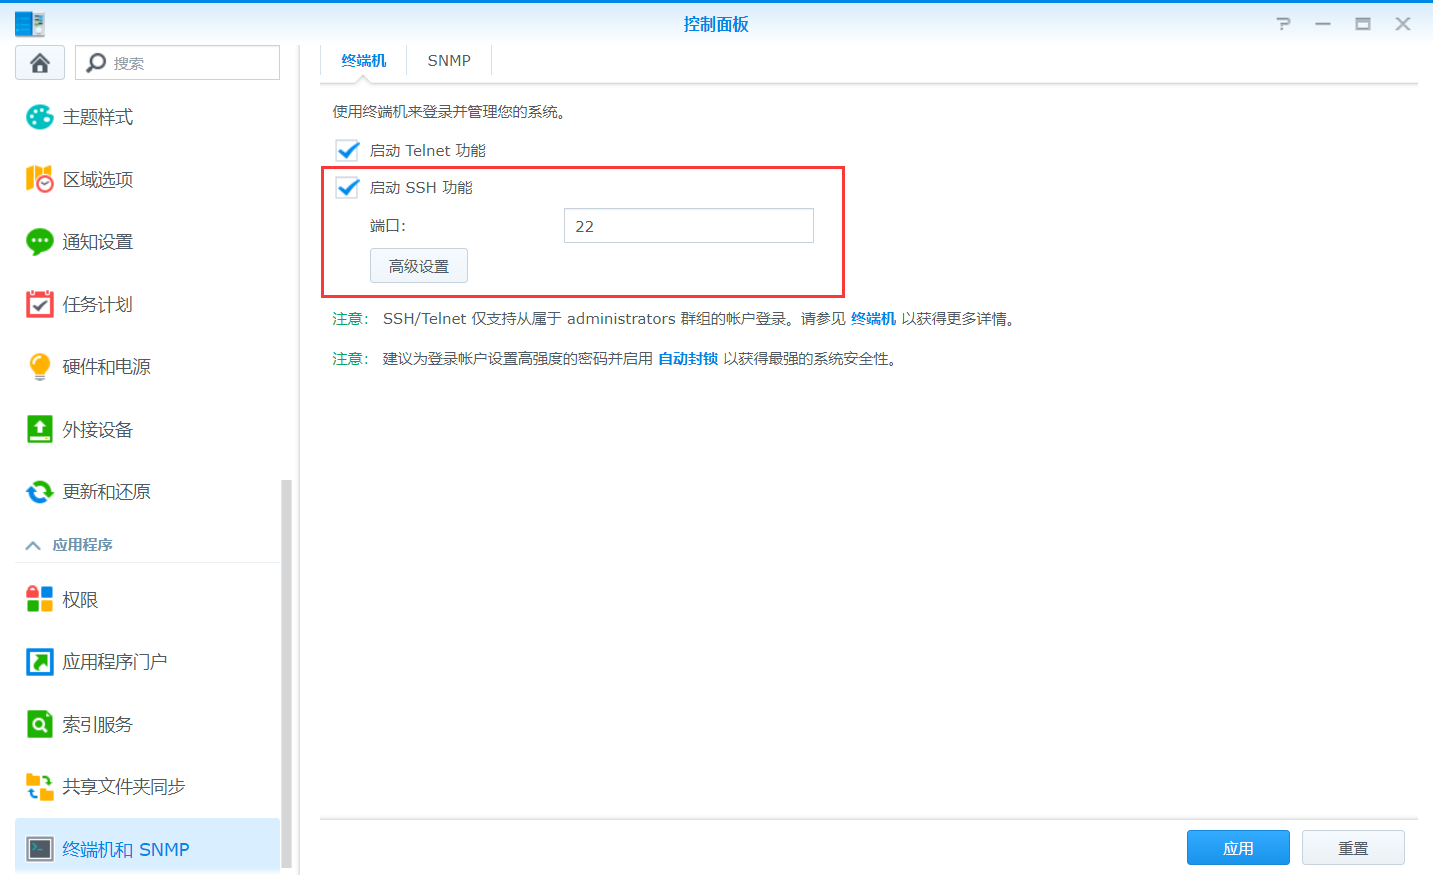 控制面板
搜索
主题样式
区域选项
通知设置
任务计划
硬件和电源
外接设备
更新和还原
应用程序
权限
应用程序门户
索引服务
共享文件夹同步
终端机和 SNMP
终端机 SNMP
使用终端机来登录并管理您的系统。
启动 Telnet 功能
启动 SSH 功能
端口: 22
高级设置
注意: SSH/Telnet 仅支持从属于 administrators 群组的帐户登录。请参见 终端机 以获得更多详情。
注意: 建议为登录帐户设置高强度的密码并启用 自动封锁 以获得最强的系统安全性。
应用 重置